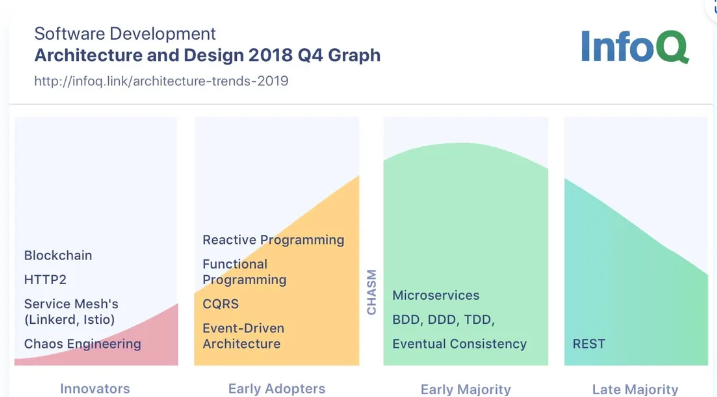 Software Development
Architecture and Design 2018 Q4 Graph
http://infoq.link/architecture-trends-2019
InfoQ
Blockchain
HTTP2
Service Mesh's
(Linkerd, Istio)
Chaos Engineering
Innovators
Reactive Programming
Functional
Programming
CQRS
Event-Driven
Architecture
Early Adopters
CHASM
Microservices
BDD, DDD, TDD,
Eventual Consistency
Early Majority
REST
Late Majority